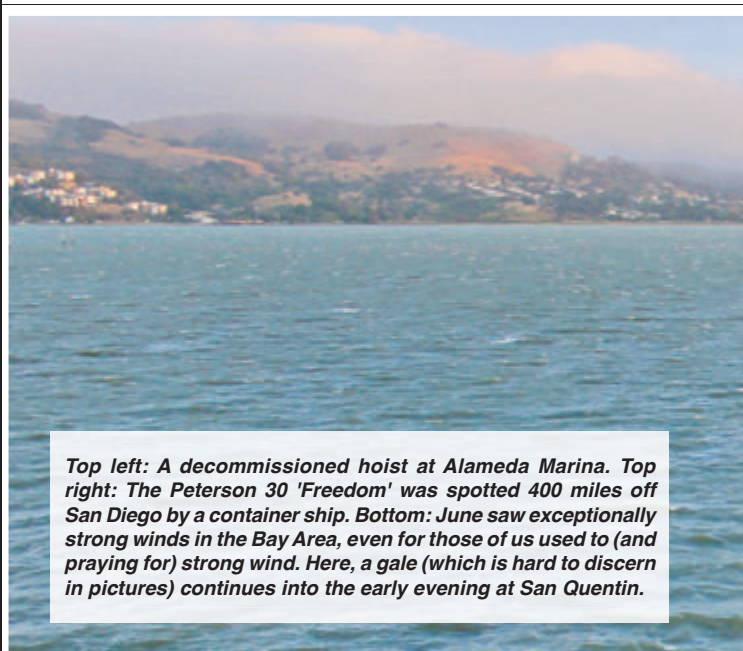 Top left: A decommissioned hoist at Alameda Marina. Top
right: The Peterson 30 'Freedom' was spotted 400 miles off
San Diego by a container ship. Bottom: June saw exceptionally
strong winds in the Bay Area, even for those of us used to (and
praying for) strong wind. Here, a gale (which is hard to discern
in pictures) continues into the early evening at San Quentin.